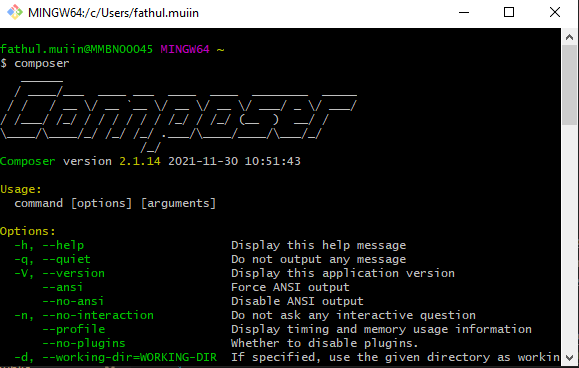 MINGW64:/c/Users/fathul.muiin
fathul.muiin@MMBNOOO45 MINGW64 ~
$ composer
Composer
Composer version 2.1.14 2021-11-30 10:51:43
Usage:
command [options] [arguments]
Options:
-h, --help Display this help message
-q, --quiet Do not output any message
-V, --version Display this application version
--ansi Force ANSI output
--no-ansi Disable ANSI output
-n, --no-interaction Do not ask any interactive question
--profile Display timing and memory usage information
--no-plugins Whether to disable plugins.
-d, --working-dir=WORKING-DIR If specified, use the given directory as workin